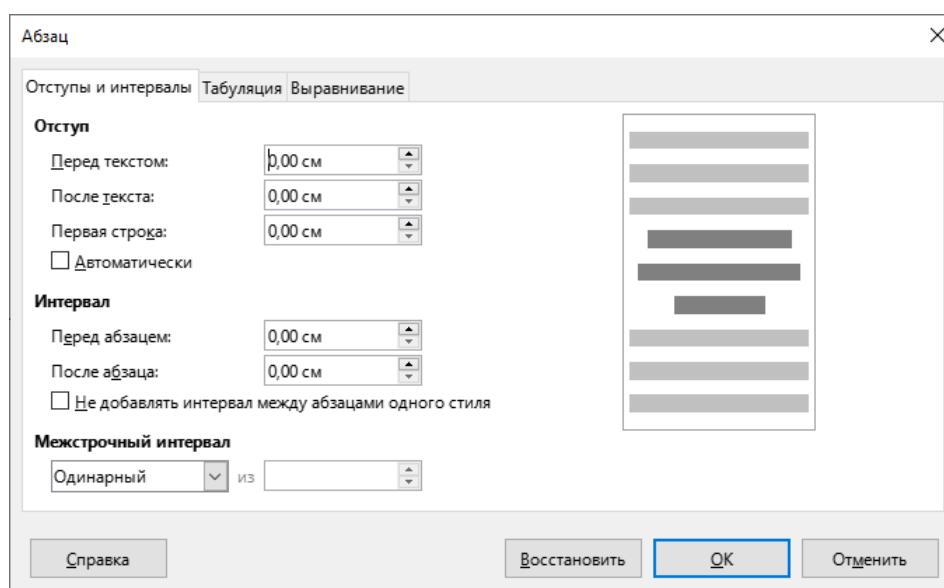 Абзац
Отступы и интервалы Табуляция Выравнивание
Отступ
Перед текстом: 0,00 см
После текста: 0,00 см
Первая строка: 0,00 см
Автоматически
Интервал
Перед абзацем: 0,00 см
После абзаца: 0,00 см
Не добавлять интервал между абзацами одного стиля
Межстрочный интервал
Одинарный из
Справка Восстановить OK Отменить